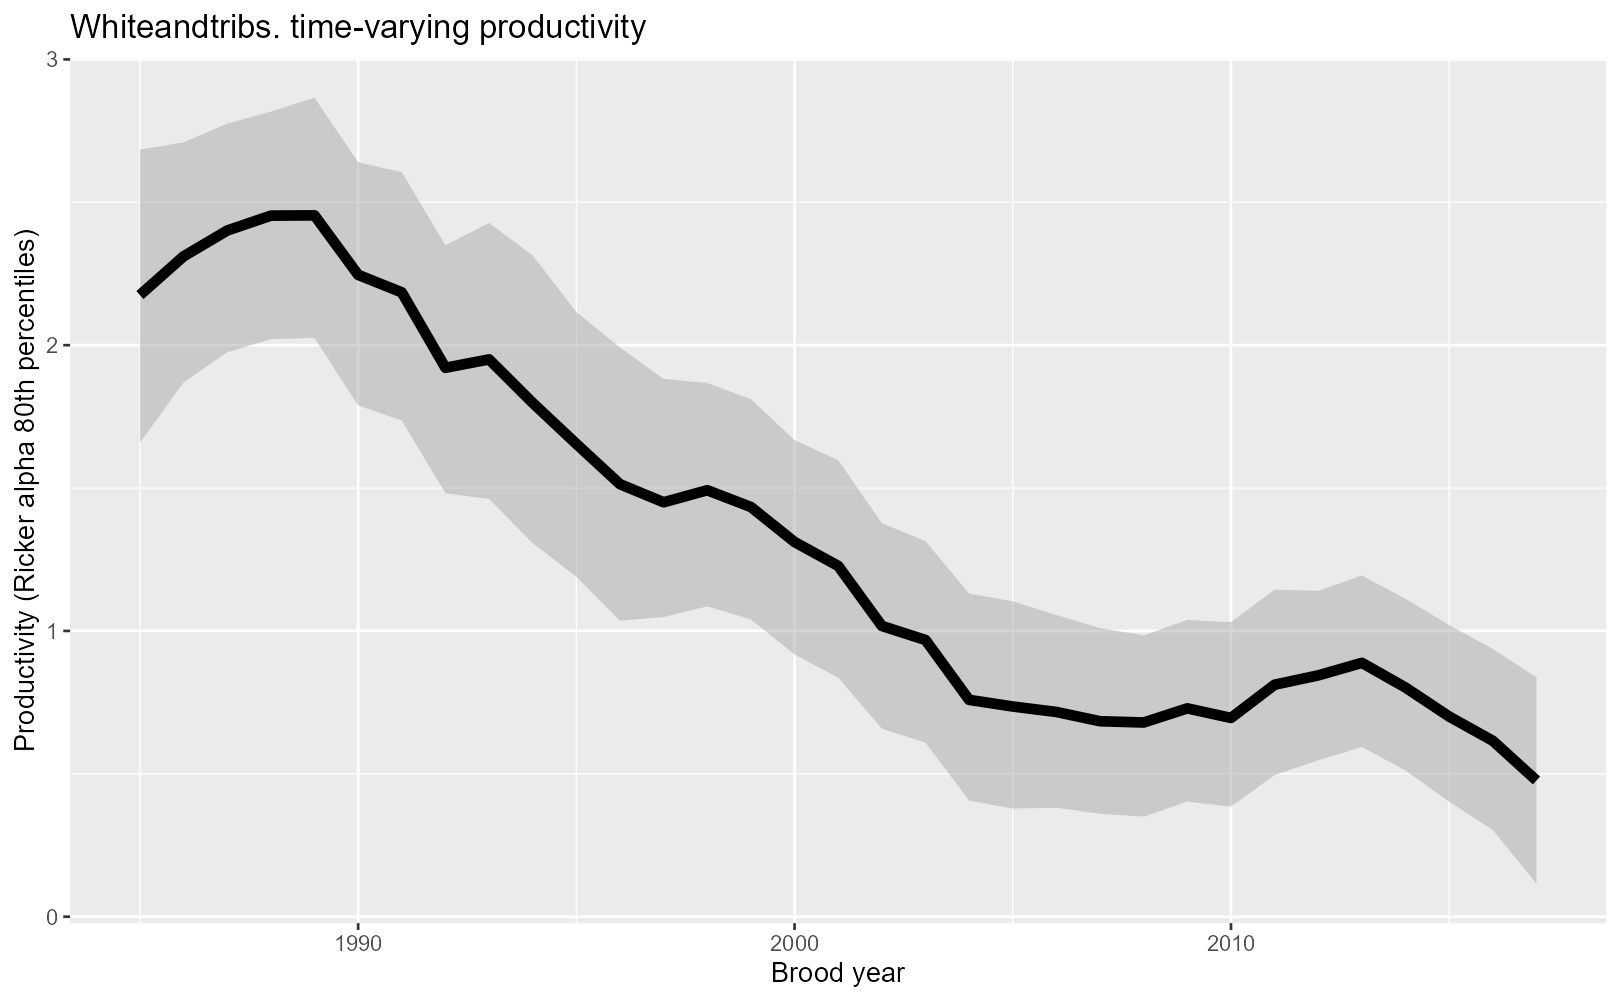 Whiteandtribs. time-varying productivity
Productivity (Ricker alpha 80th percentiles)
3
2
1
0
1990
2000
2010
Brood year